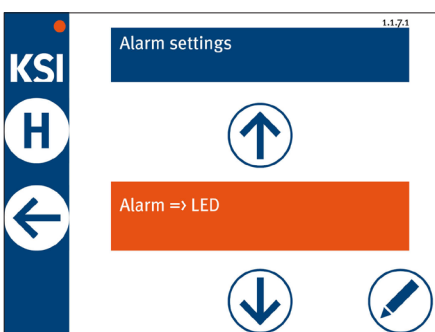 1.1.7.1
KSI
Alarm settings
H
Alarm => LED